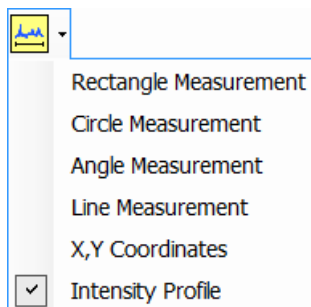 Rectangle Measurement
Circle Measurement
Angle Measurement
Line Measurement
X,Y Coordinates
Intensity Profile